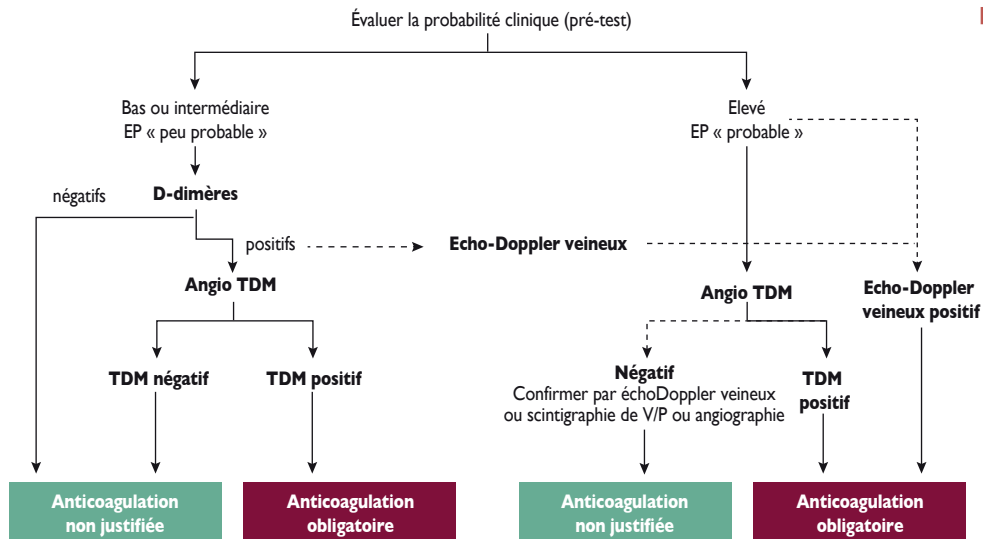 Évaluer la probabilité clinique (pré-test)
Bas ou intermédiaire
EP « peu probable »
Elevé
EP « probable »
négatifs
D-dimères
positifs
Echo-Doppler veineux
Angio TDM
Angio TDM
Echo-Doppler
veineux positif
TDM négatif
TDM positif
Négatif
Confirmer par échoDoppler veineux
ou scintigraphie de V/P ou angiographie
TDM
positif
Anticoagulation
non justifiée
Anticoagulation
obligatoire
Anticoagulation
non justifiée
Anticoagulation
obligatoire